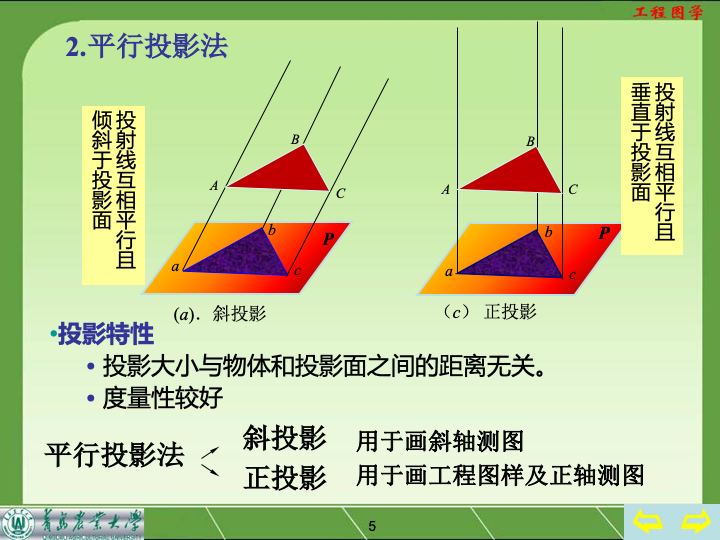 工程图学
2.平行投影法
投射线互相平行且
倾斜于投影面
投射线互相平行且
垂直于投影面
B
A
C
b
P
a
c
B
A
C
b
P
a
c
(a). 斜投影
（c） 正投影
•投影特性
• 投影大小与物体和投影面之间的距离无关。
• 度量性较好
平行投影法
斜投影 用于画斜轴测图
正投影 用于画工程图样及正轴测图
青岛农业大学
5